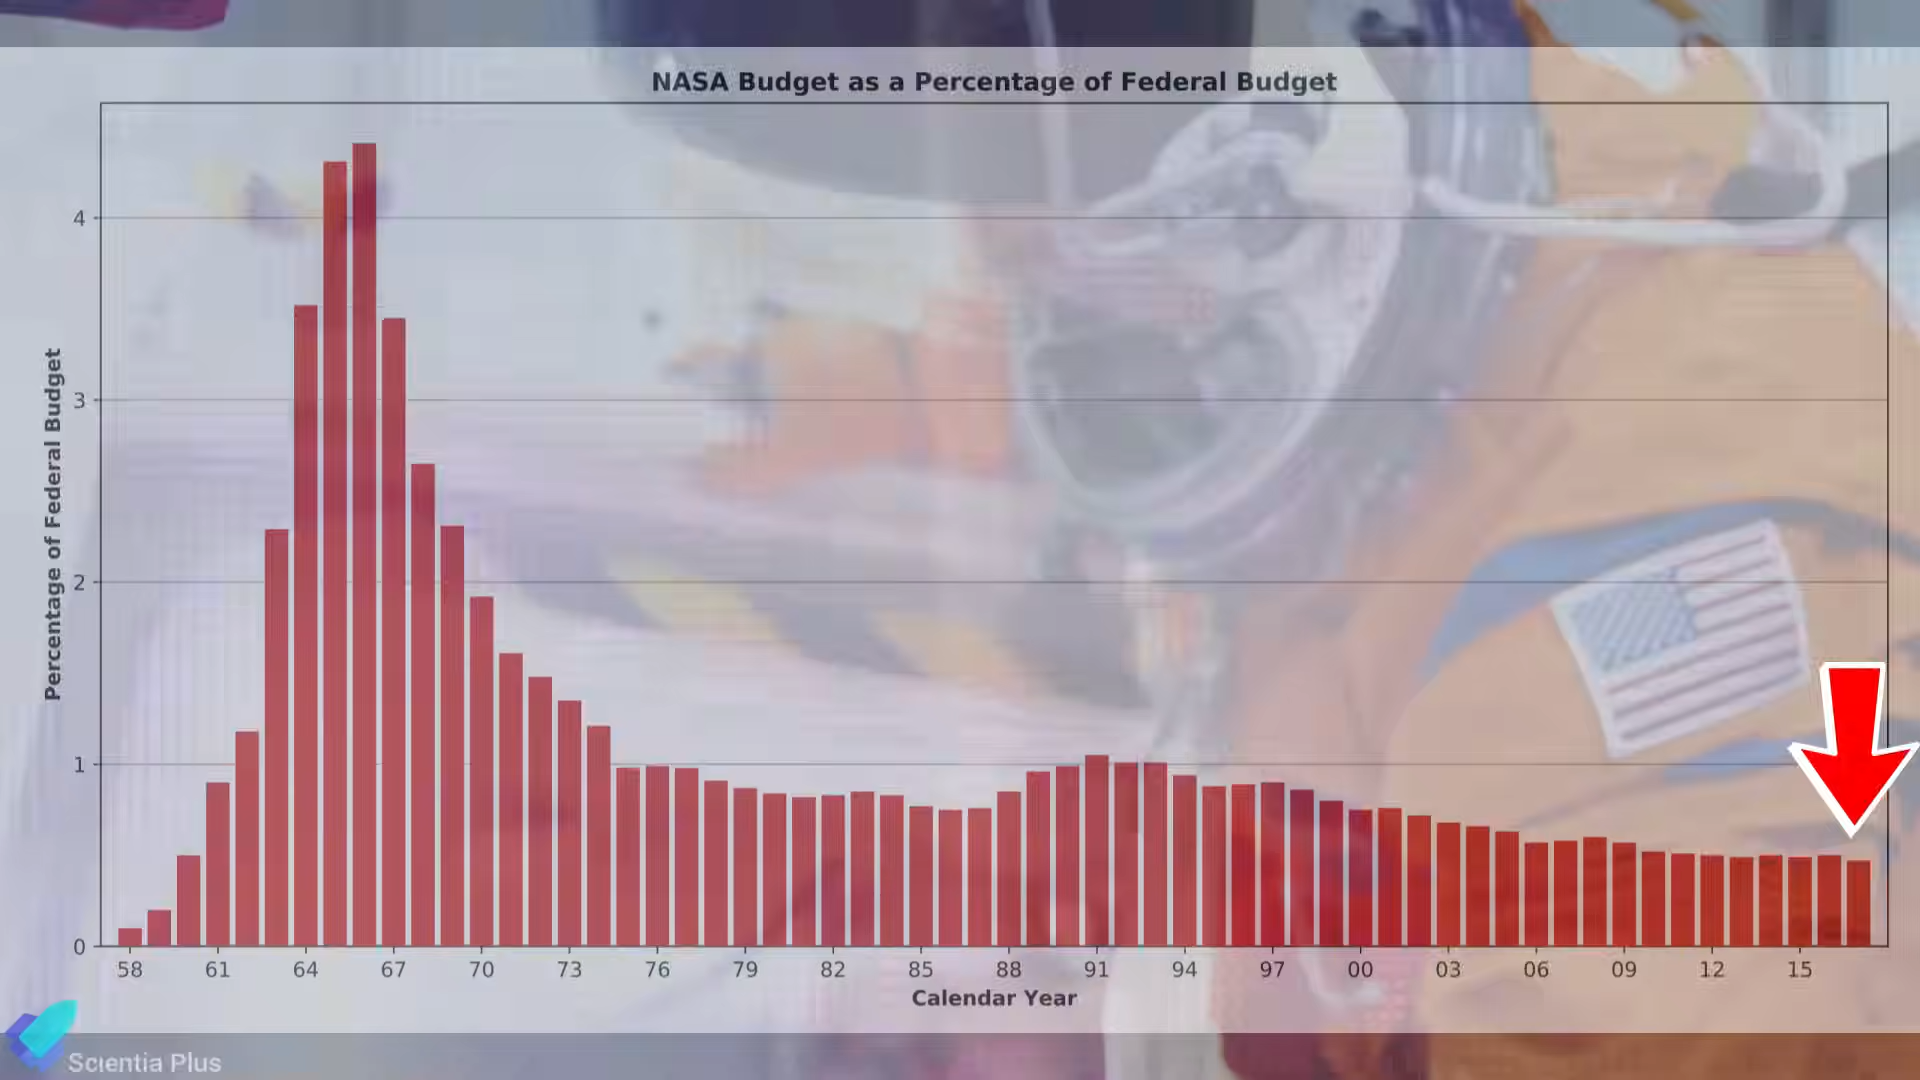 NASA Budget as a Percentage of Federal Budget
Percentage of Federal Budget
4
3
2
1
0
58 61 64 67 70 73 76 79 82 85 88 91 94 97 00 03 06 09 12 15
Calendar Year
Scientia Plus